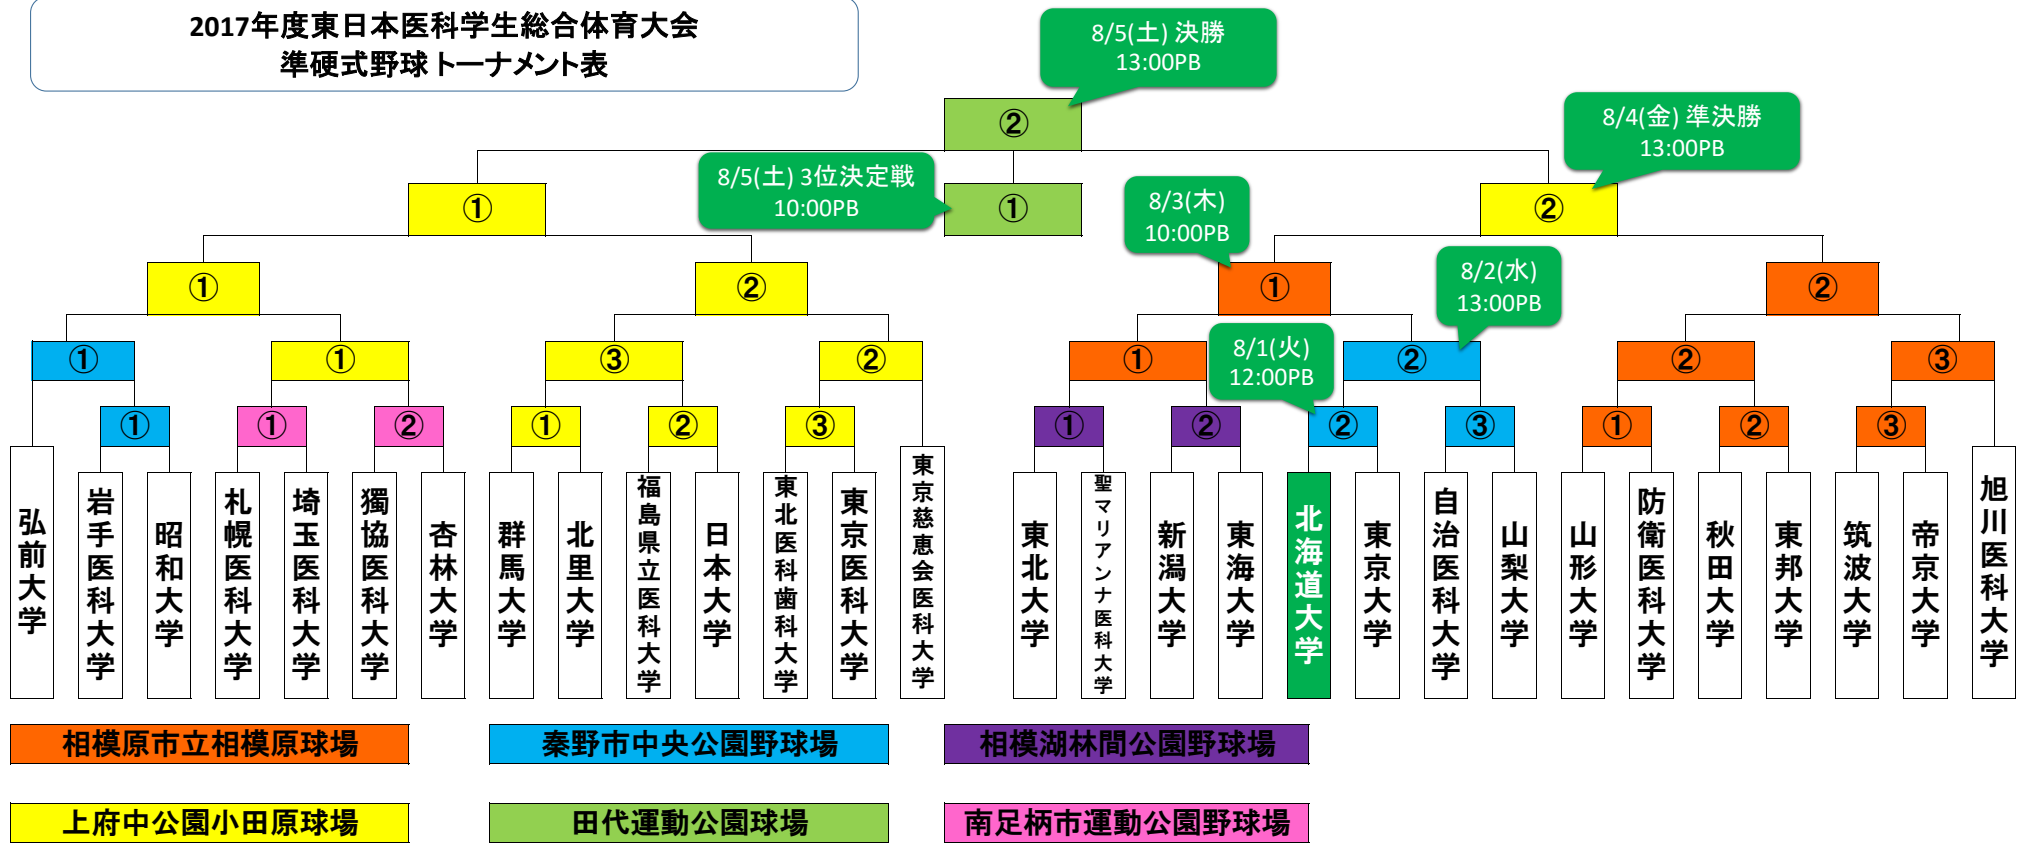 2017年度東日本医科学生総合体育大会
準硬式野球トーナメント表
8/5(土) 決勝
13:00PB
②
8/4(金) 準決勝
13:00PB
8/5(土) 3位決定戦
10:00PB
①
①
8/3(木)
10:00PB
②
①
②
①
8/2(水)
13:00PB
②
①
①
③
②
①
8/1(火)
12:00PB
②
②
③
①
①
②
①
②
③
①
②
②
③
①
②
③
弘前大学
岩手医科大学
昭和大学
札幌医科大学
埼玉医科大学
獨協医科大学
杏林大学
群馬大学
北里大学
福島県立医科大学
日本大学
東北医科歯科大学
東京医科大学
東京慈恵会医科大学
東北大学
聖マリアンナ医科大学
新潟大学
東海大学
北海道大学
東京大学
自治医科大学
山梨大学
山形大学
防衛医科大学
秋田大学
東邦大学
筑波大学
帝京大学
旭川医科大学
相模原市立相模原球場
秦野市中央公園野球場
相模湖林間公園野球場
上府中公園小田原球場
田代運動公園球場
南足柄市運動公園野球場